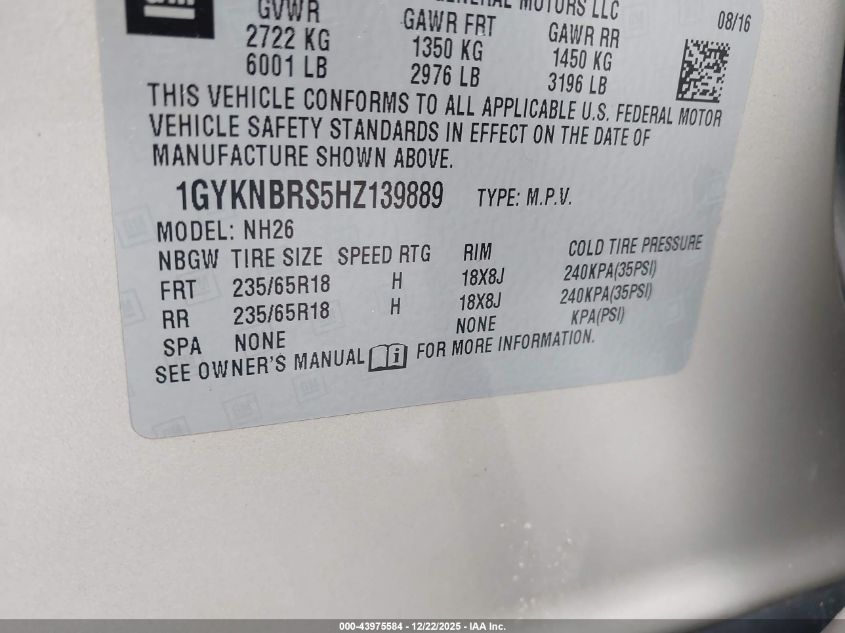 GENERAL MOTORS LLC
08/16
GVWR GAWR FRT GAWR RR
2722 KG 1350 KG 1450 KG
6001 LB 2976 LB 3196 LB
THIS VEHICLE CONFORMS TO ALL APPLICABLE U.S. FEDERAL MOTOR
VEHICLE SAFETY STANDARDS IN EFFECT ON THE DATE OF
MANUFACTURE SHOWN ABOVE.
1GYKNBRS5HZ139889 TYPE: M.P.V.
MODEL: NH26
NBGW TIRE SIZE SPEED RTG RIM COLD TIRE PRESSURE
FRT 235/65R18 H 18X8J 240KPA(35PSI)
RR 235/65R18 H 18X8J 240KPA(35PSI)
SPA NONE NONE KPA(PSI)
SEE OWNER'S MANUAL i FOR MORE INFORMATION.
000-43975584 - 12/22/2025 - IAA Inc.